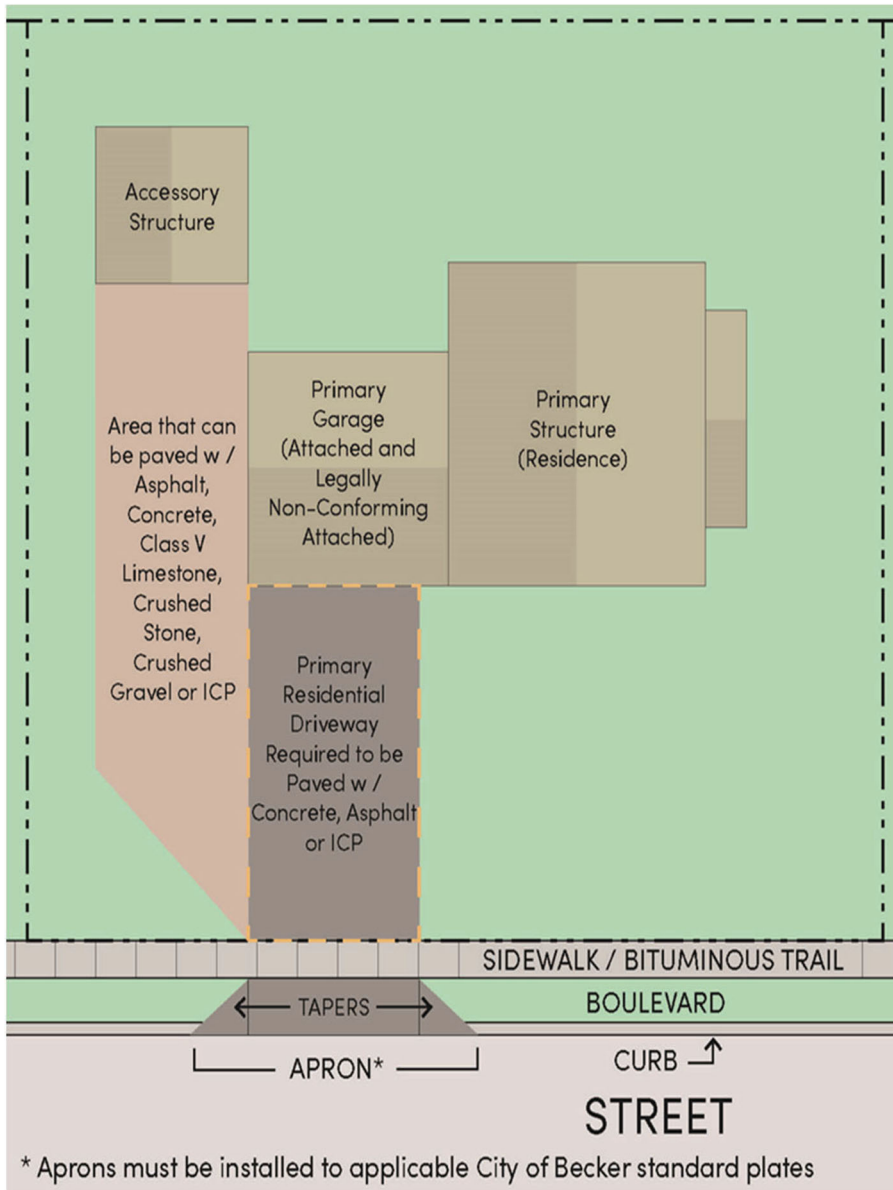 Accessory
Structure
Primary
Garage
(Attached and
Legally
Non-Conforming
Attached)
Primary
Structure
(Residence)
Area that can
be paved w /
Asphalt,
Concrete,
Class V
Limestone,
Crushed
Stone,
Crushed
Gravel or ICP
Primary
Residential
Driveway
Required to be
Paved w /
Concrete, Asphalt
or ICP
SIDEWALK / BITUMINOUS TRAIL
TAPERS
BOULEVARD
APRON*
CURB
STREET
* Aprons must be installed to applicable City of Becker standard plates